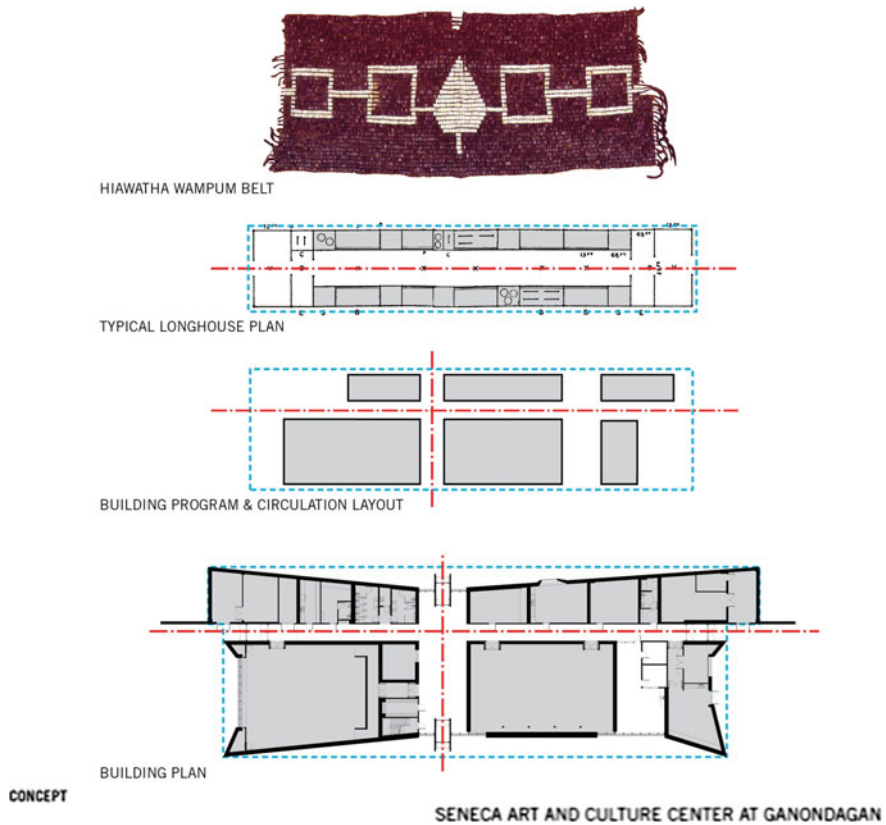 HIAWATHA WAMPUM BELT
TYPICAL LONGHOUSE PLAN
BUILDING PROGRAM & CIRCULATION LAYOUT
BUILDING PLAN
CONCEPT
SENECA ART AND CULTURE CENTER AT GANONDAGAN